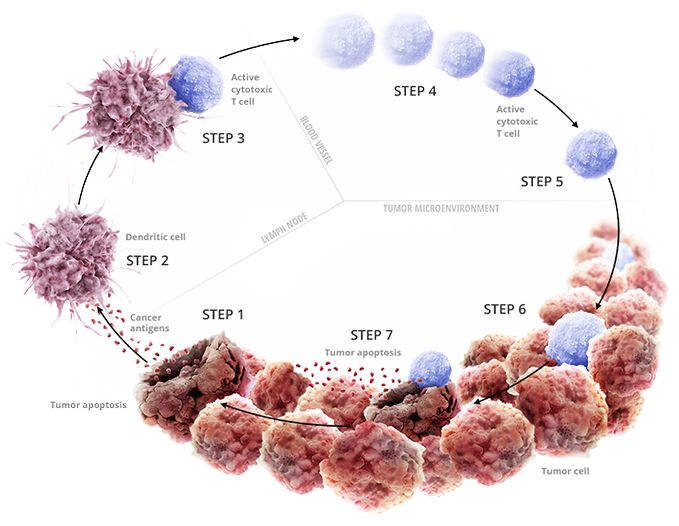 Active
cytotoxic
T cell
STEP 3
STEP 4
Active
cytotoxic
T cell
BLOOD VESSEL
STEP 5
TUMOR MICROENVIRONMENT
LYMPH NODE
Dendritic cell
STEP 2
Cancer
antigens
STEP 1
STEP 6
STEP 7
Tumor apoptosis
Tumor apoptosis
Tumor cell